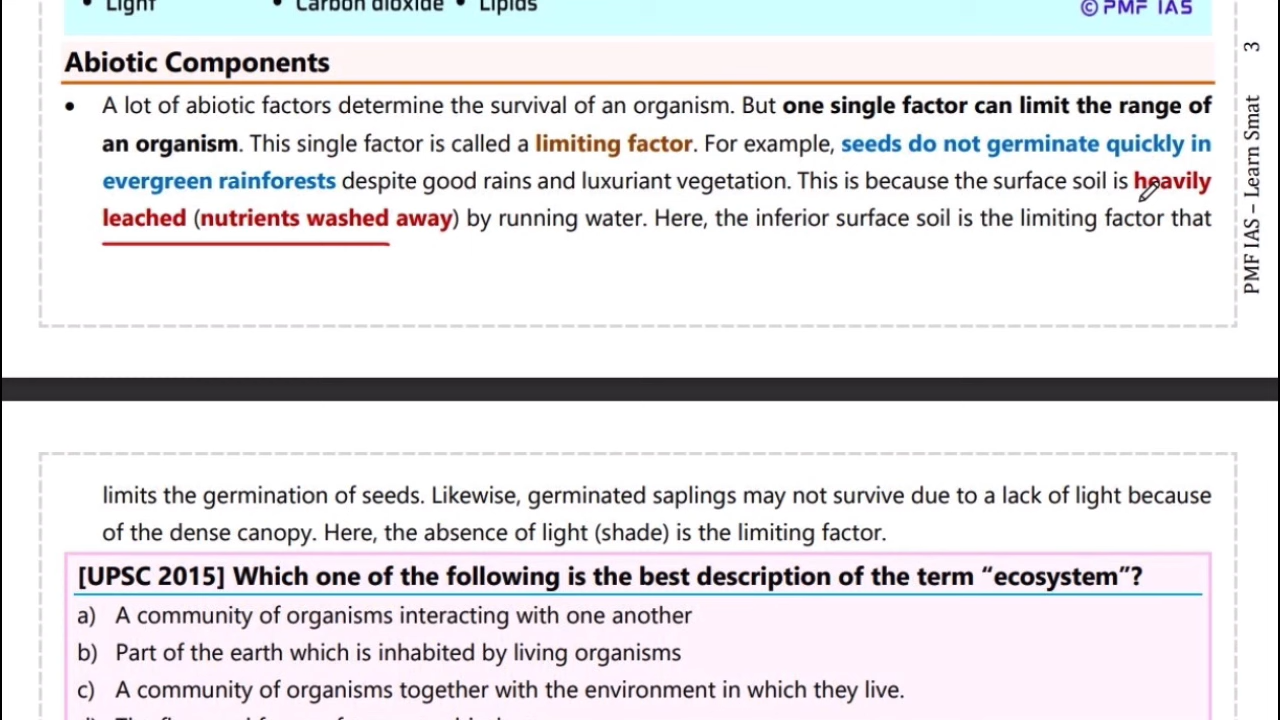 • Light • Carbon dioxide • Lipids ©PMF IAS
Abiotic Components
• A lot of abiotic factors determine the survival of an organism. But one single factor can limit the range of
an organism. This single factor is called a limiting factor. For example, seeds do not germinate quickly in
evergreen rainforests despite good rains and luxuriant vegetation. This is because the surface soil is heavily
leached (nutrients washed away) by running water. Here, the inferior surface soil is the limiting factor that
PMF IAS – Learn Smat 3
limits the germination of seeds. Likewise, germinated saplings may not survive due to a lack of light because
of the dense canopy. Here, the absence of light (shade) is the limiting factor.
[UPSC 2015] Which one of the following is the best description of the term “ecosystem”?
a) A community of organisms interacting with one another
b) Part of the earth which is inhabited by living organisms
c) A community of organisms together with the environment in which they live.